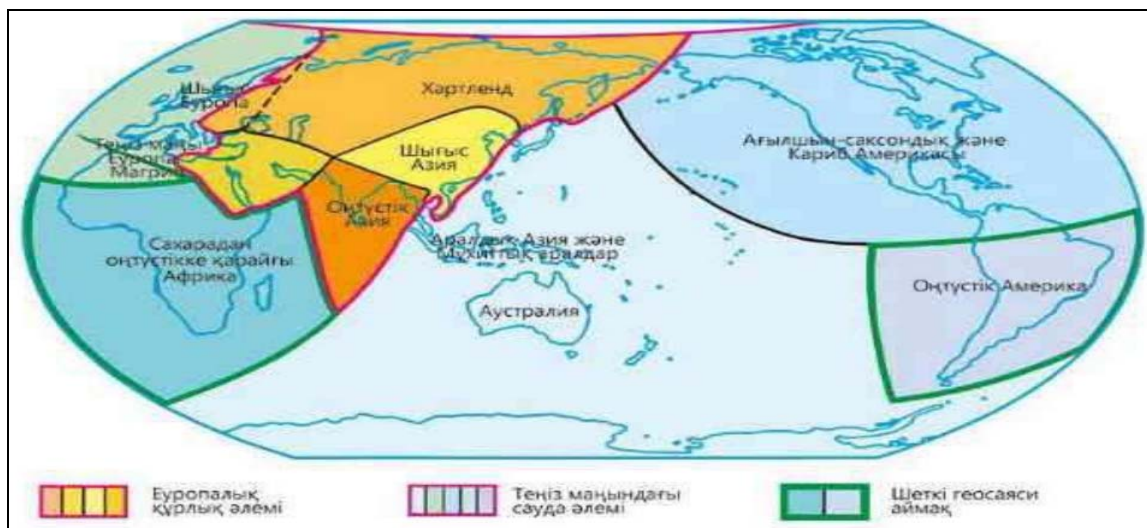 Шығыс
Еуропа
Хартленд
Теңіз маңы
Еуропа
Магриб
Шығыс
Азия
Ағылшын-саксондық және
Кариб Америкасы
Оңтүстік
Азия
Сахарадан
оңтүстікке қарайғы
Африка
Аралдық Азия және
Мұхиттық аралдар
Аустралия
Оңтүстік Америка
Еуропалық
құрлық әлемі
Теңіз маңындағы
сауда әлемі
Шеткі геосаяси
аймақ